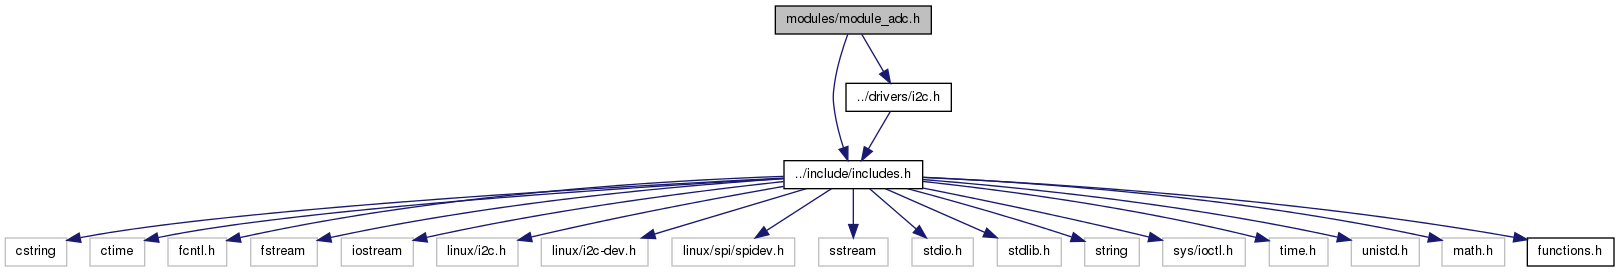 modules/module_adc.h
../drivers/i2c.h
../include/includes.h
cstring
ctime
fcntl.h
fstream
iostream
linux/i2c.h
linux/i2c-dev.h
linux/spi/spidev.h
sstream
stdio.h
stdlib.h
string
sys/ioctl.h
time.h
unistd.h
math.h
functions.h